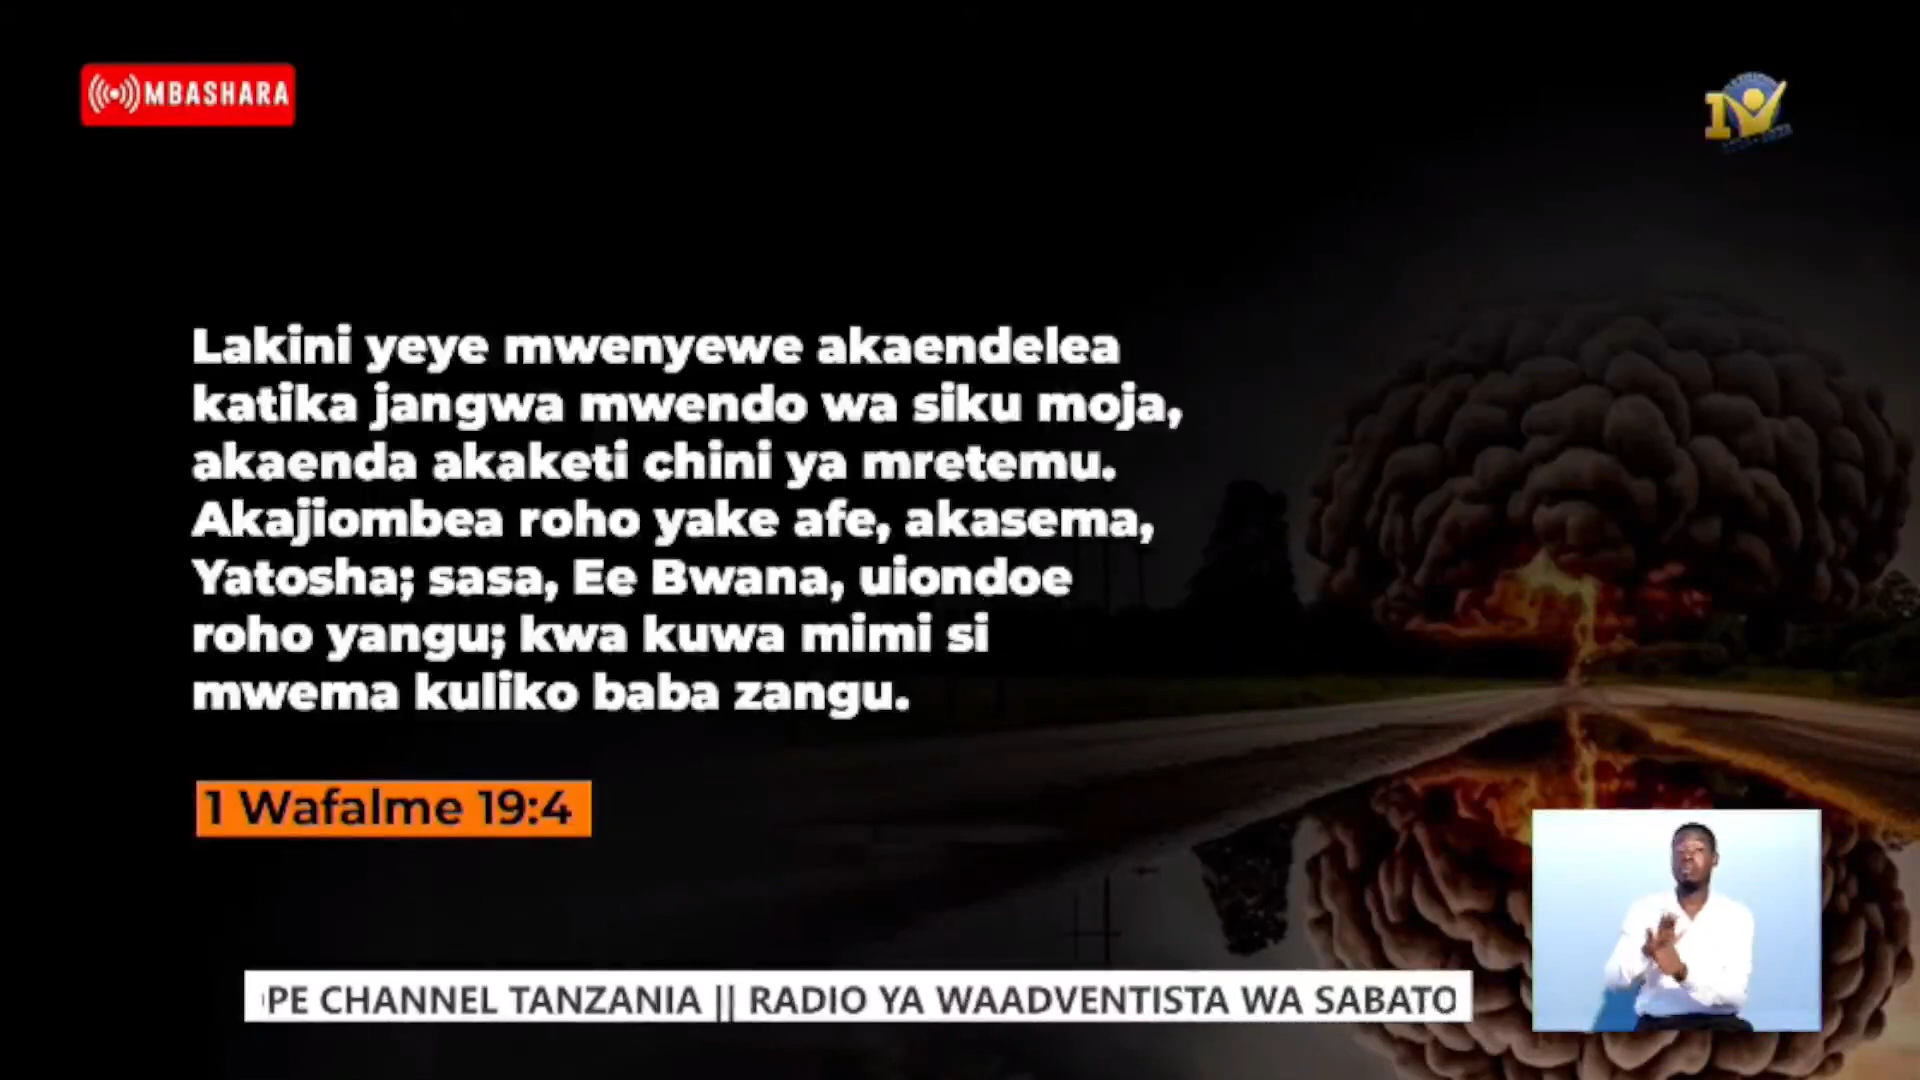 MBASHARA
Lakini yeye mwenyewe akaendelea
katika jangwa mwendo wa siku moja,
akaenda akaketi chini ya mretemu.
Akajiombea roho yake afe, akasema,
Yatosha; sasa, Ee Bwana, uiondoe
roho yangu; kwa kuwa mimi si
mwema kuliko baba zangu.
1 Wafalme 19:4
PE CHANNEL TANZANIA || RADIO YA WAADVENTISTA WA SABATO